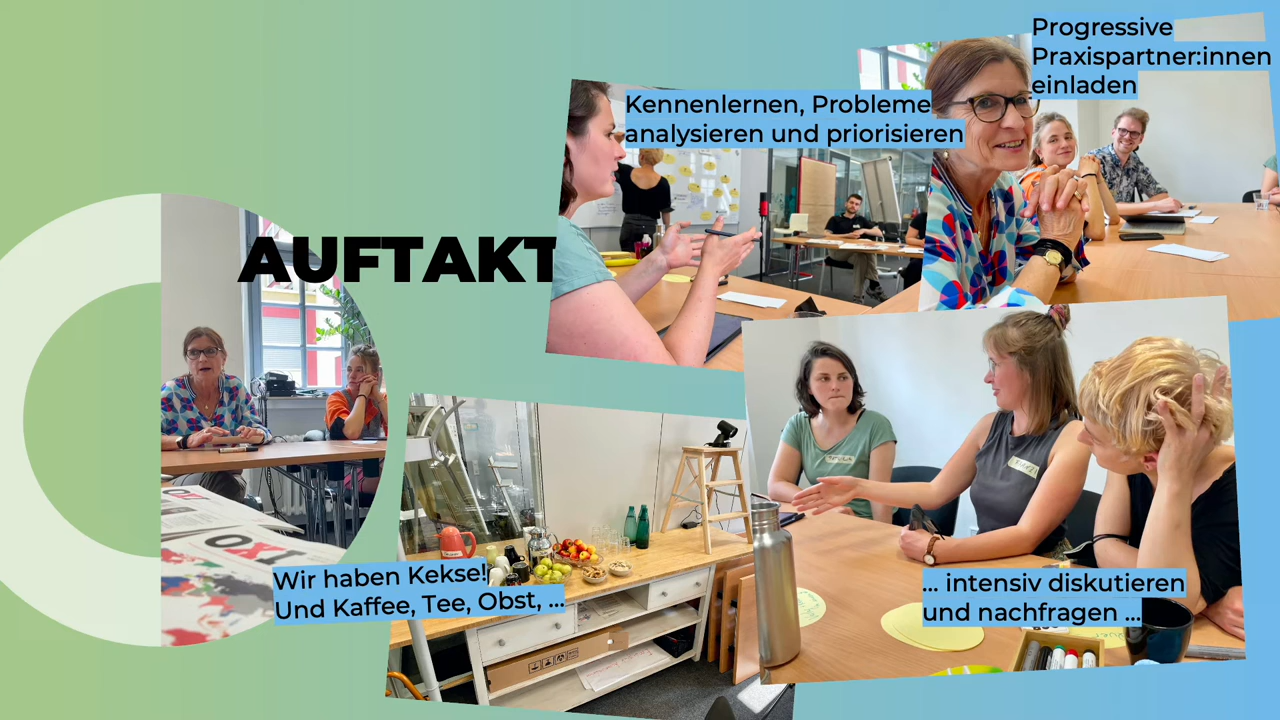 Progressive
Praxispartner:innen
einladen
Kennenlernen, Probleme
analysieren und priorisieren
AUFTAKT
Wir haben Kekse!
Und Kaffee, Tee, Obst, ...
... intensiv diskutieren
und nachfragen ...
OXI